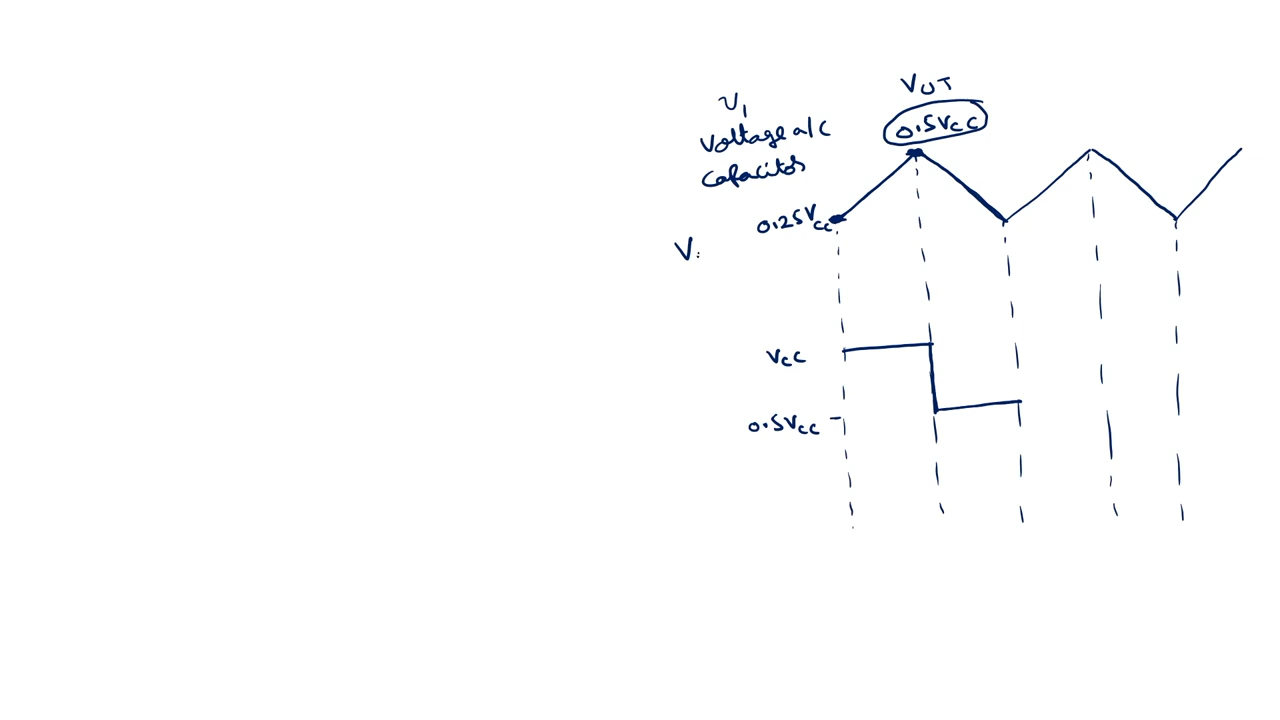 VUT
V1
0.5VCC
Voltage a/c
Capacitor
0.25VCC
V.
VCC
0.5VCC